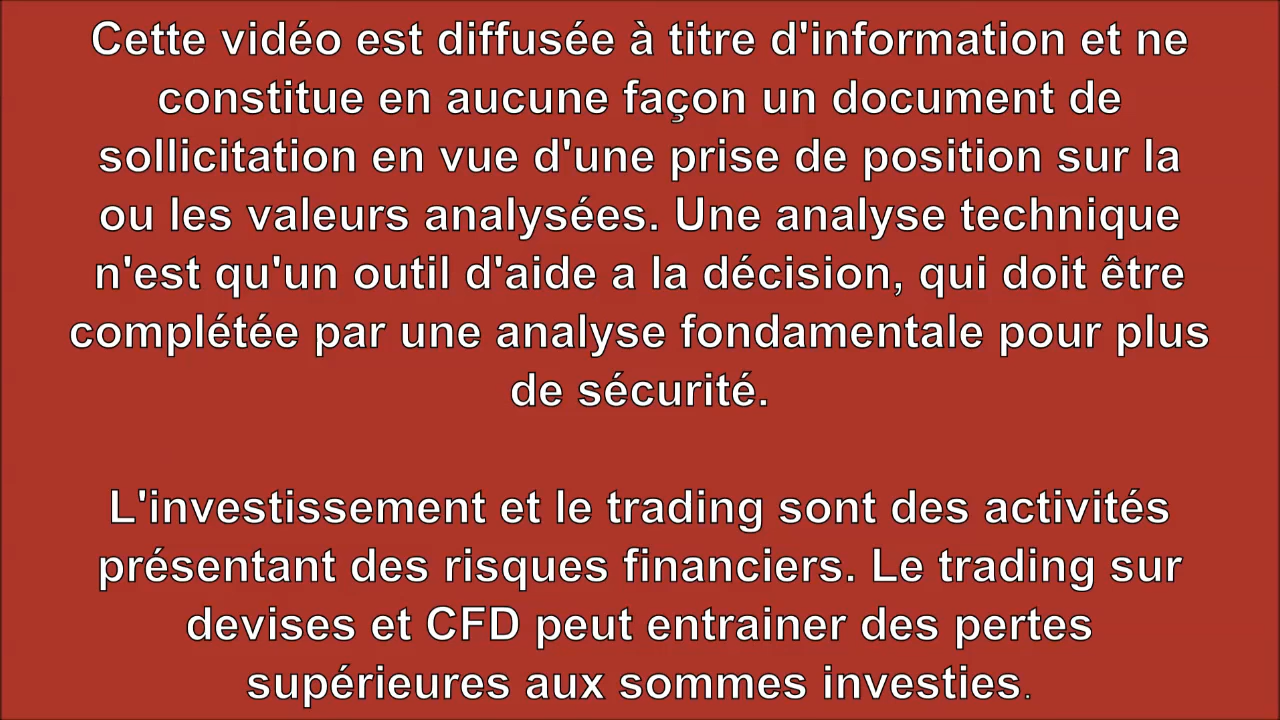 Cette vidéo est diffusée à titre d'information et ne
constitue en aucune façon un document de
sollicitation en vue d'une prise de position sur la
ou les valeurs analysées. Une analyse technique
n'est qu'un outil d'aide a la décision, qui doit être
complétée par une analyse fondamentale pour plus
de sécurité.
L'investissement et le trading sont des activités
présentant des risques financiers. Le trading sur
devises et CFD peut entrainer des pertes
supérieures aux sommes investies.